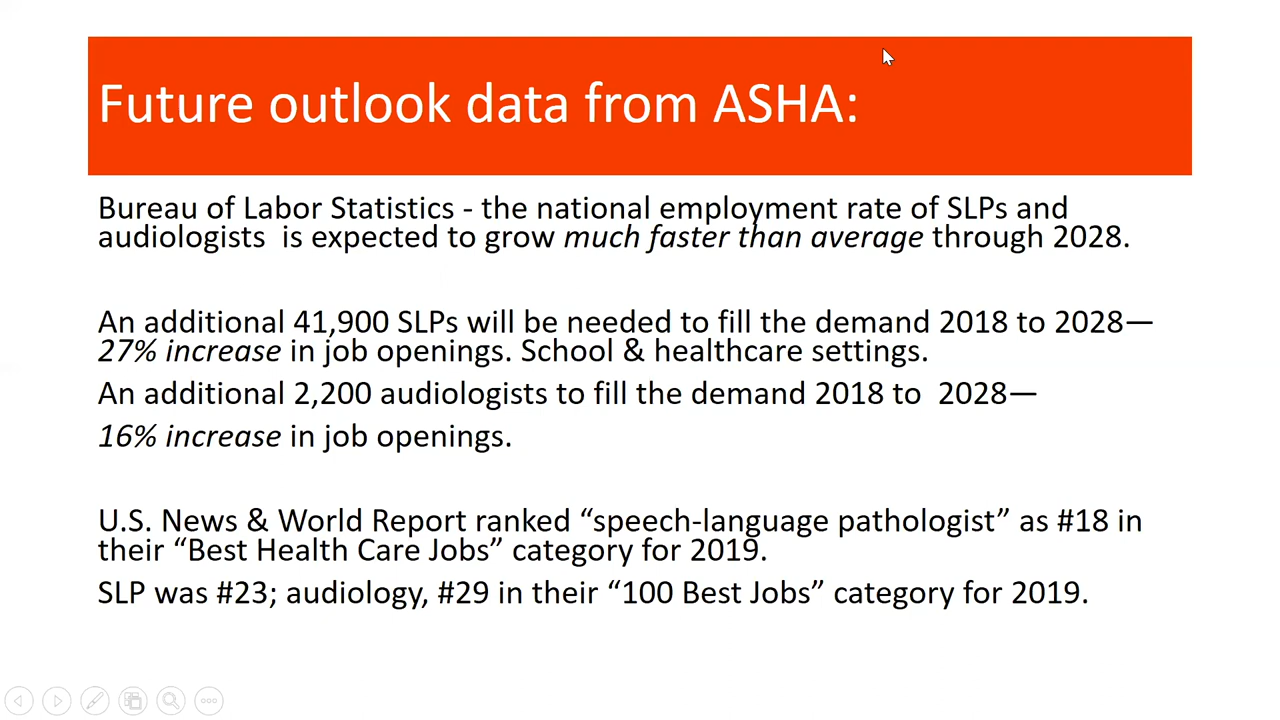 Future outlook data from ASHA:
Bureau of Labor Statistics - the national employment rate of SLPs and
audiologists  is expected to grow much faster than average through 2028.
An additional 41,900 SLPs will be needed to fill the demand 2018 to 2028—
27% increase in job openings. School & healthcare settings.
An additional 2,200 audiologists to fill the demand 2018 to  2028—
16% increase in job openings.
U.S. News & World Report ranked “speech-language pathologist” as #18 in
their “Best Health Care Jobs” category for 2019.
SLP was #23; audiology, #29 in their “100 Best Jobs” category for 2019.